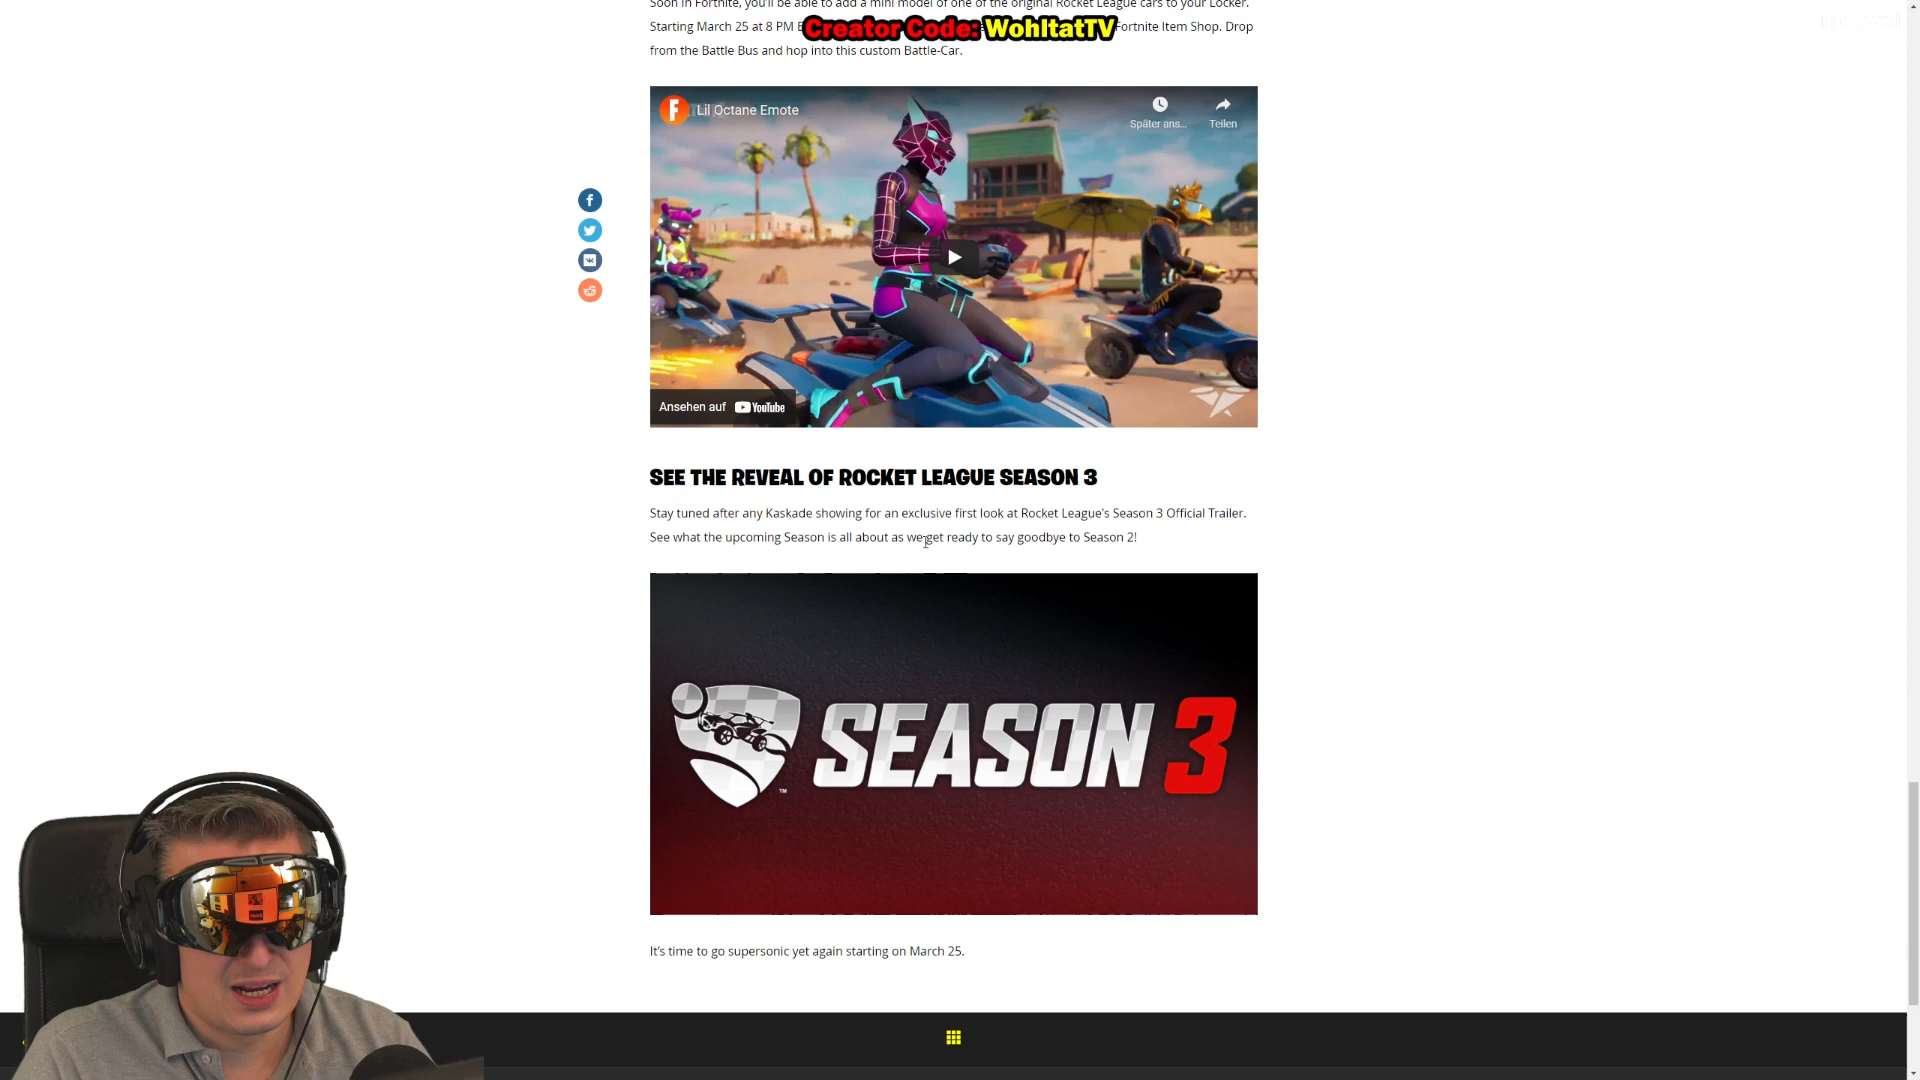 Soon in Fortnite, you'll be able to add a mini model of one of the original Rocket League cars to your Locker.
Creator Code: WohltatTV
Starting March 25 at 8 PM
Fortnite Item Shop. Drop
from the Battle Bus and hop into this custom Battle-Car.
Lil Octane Emote
Später ans...
Teilen
Ansehen auf YouTube
SEE THE REVEAL OF ROCKET LEAGUE SEASON 3
Stay tuned after any Kaskade showing for an exclusive first look at Rocket League's Season 3 Official Trailer.
See what the upcoming Season is all about as we get ready to say goodbye to Season 2!
SEASON 3
TM
It's time to go supersonic yet again starting on March 25.